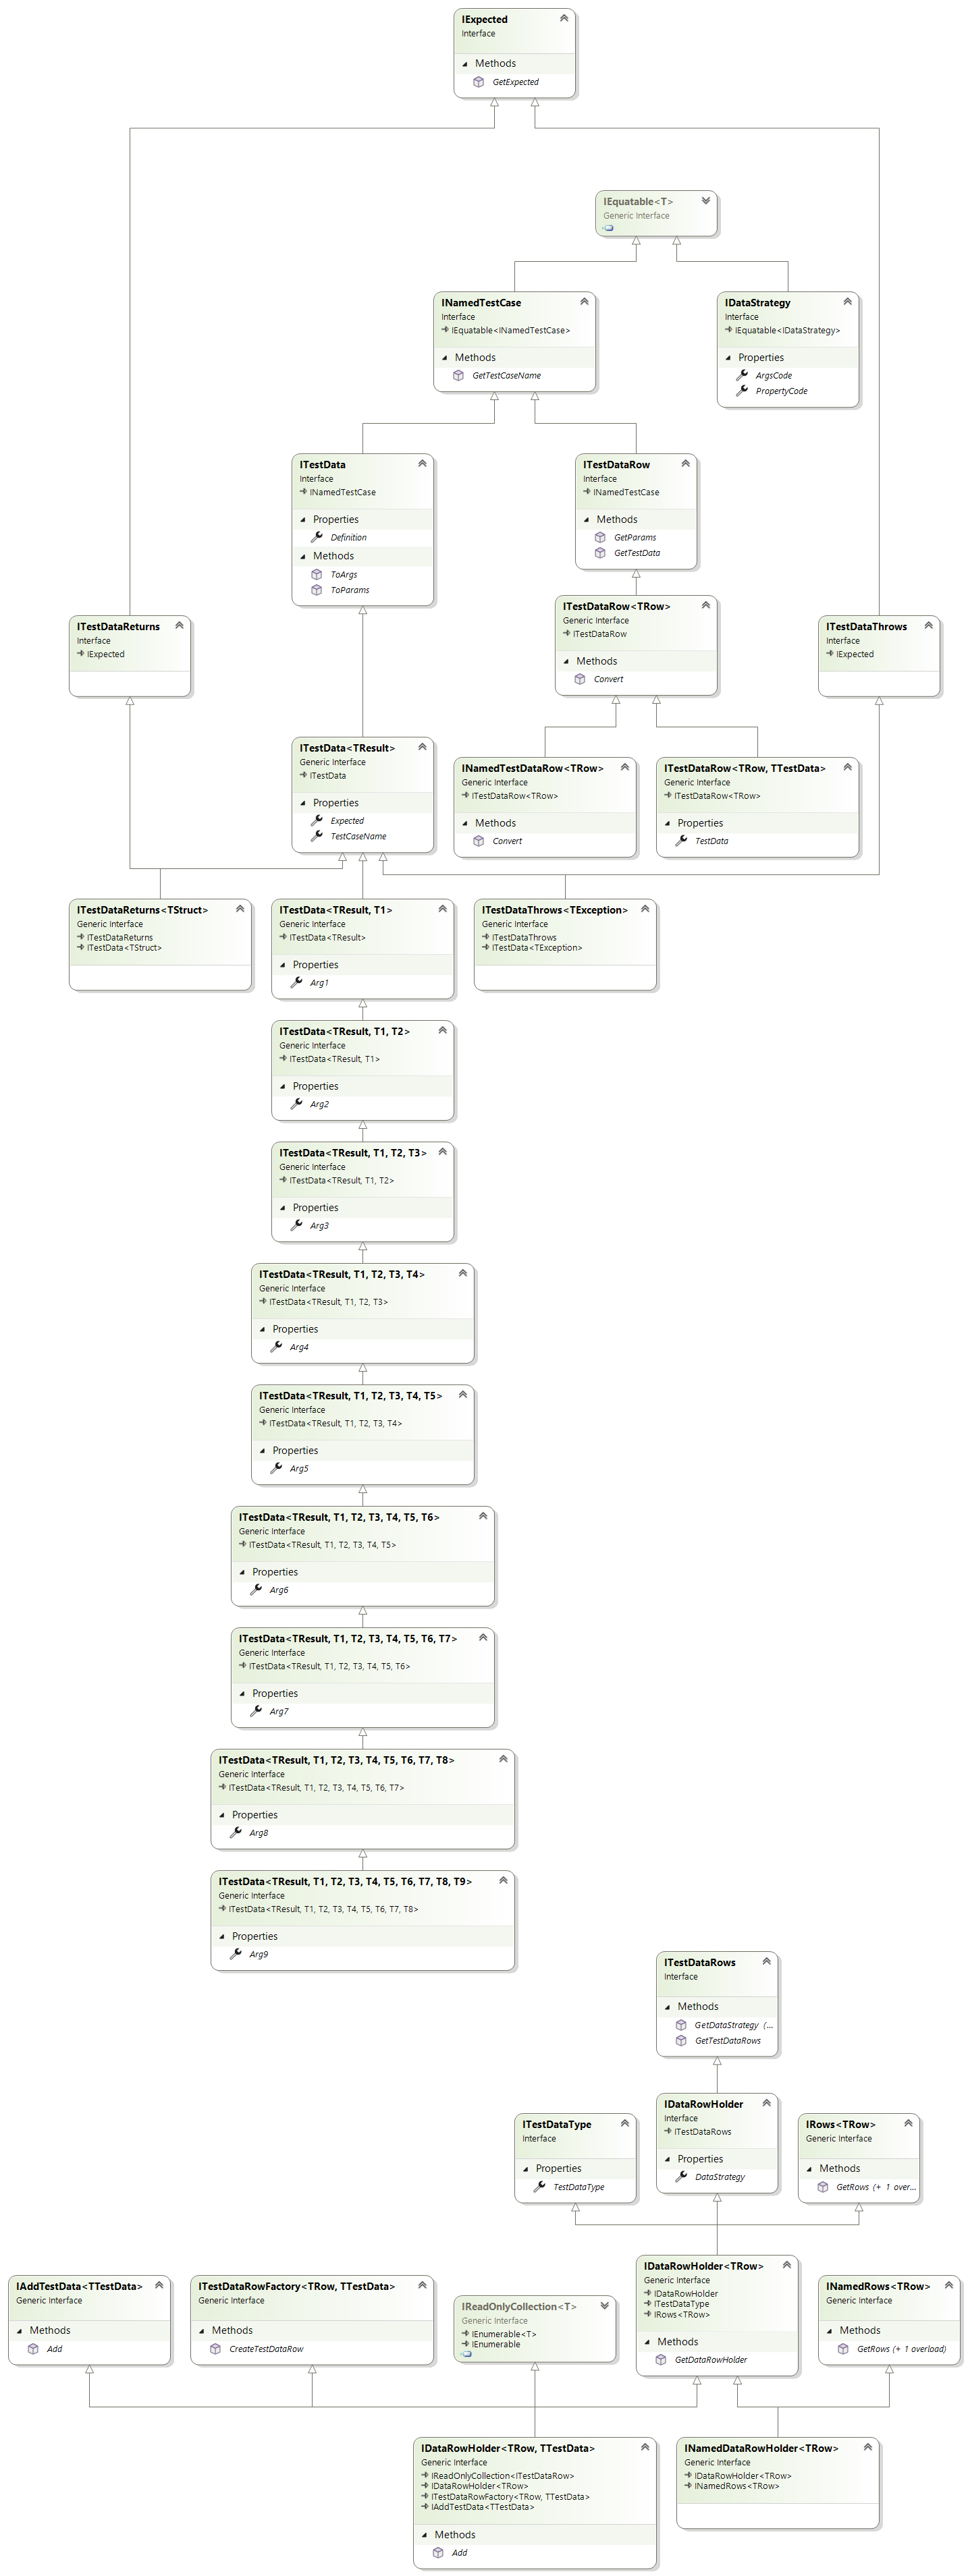 IExpected
Interface
Methods
GetExpected
IEquatable<T>
Generic Interface
INamedTestCase
Interface
IEquatable<INamedTestCase>
Methods
GetTestCaseName
IDataStrategy
Interface
IEquatable<IDataStrategy>
Properties
ArgsCode
PropertyCode
ITestData
Interface
INamedTestCase
Properties
Definition
Methods
ToArgs
ToParams
ITestDataRow
Interface
INamedTestCase
Methods
GetParams
GetTestData
ITestDataReturns
Interface
IExpected
ITestDataRow<TRow>
Generic Interface
ITestDataRow
Methods
Convert
ITestDataThrows
Interface
IExpected
ITestData<TResult>
Generic Interface
ITestData
Properties
Expected
TestCaseName
INamedTestDataRow<TRow>
Generic Interface
ITestDataRow<TRow>
Methods
Convert
ITestDataRow<TRow, TTestData>
Generic Interface
ITestDataRow<TRow>
Properties
TestData
ITestDataReturns<TStruct>
Generic Interface
ITestDataReturns
ITestData<TStruct>
ITestData<TResult, T1>
Generic Interface
ITestData<TResult>
Properties
Arg1
ITestDataThrows<TException>
Generic Interface
ITestDataThrows
ITestData<TException>
ITestData<TResult, T1, T2>
Generic Interface
ITestData<TResult, T1>
Properties
Arg2
ITestData<TResult, T1, T2, T3>
Generic Interface
ITestData<TResult, T1, T2>
Properties
Arg3
ITestData<TResult, T1, T2, T3, T4>
Generic Interface
ITestData<TResult, T1, T2, T3>
Properties
Arg4
ITestData<TResult, T1, T2, T3, T4, T5>
Generic Interface
ITestData<TResult, T1, T2, T3, T4>
Properties
Arg5
ITestData<TResult, T1, T2, T3, T4, T5, T6>
Generic Interface
ITestData<TResult, T1, T2, T3, T4, T5>
Properties
Arg6
ITestData<TResult, T1, T2, T3, T4, T5, T6, T7>
Generic Interface
ITestData<TResult, T1, T2, T3, T4, T5, T6>
Properties
Arg7
ITestData<TResult, T1, T2, T3, T4, T5, T6, T7, T8>
Generic Interface
ITestData<TResult, T1, T2, T3, T4, T5, T6, T7>
Properties
Arg8
ITestData<TResult, T1, T2, T3, T4, T5, T6, T7, T8, T9>
Generic Interface
ITestData<TResult, T1, T2, T3, T4, T5, T6, T7, T8>
Properties
Arg9
ITestDataRows
Interface
Methods
GetDataStrategy (...
GetTestDataRows
ITestDataType
Interface
Properties
TestDataType
IDataRowHolder
Interface
ITestDataRows
Properties
DataStrategy
IRows<TRow>
Generic Interface
Methods
GetRows (+ 1 over...
IAddTestData<TTestData>
Generic Interface
Methods
Add
ITestDataRowFactory<TRow, TTestData>
Generic Interface
Methods
CreateTestDataRow
IReadOnlyCollection<T>
Generic Interface
IEnumerable<T>
IEnumerable
IDataRowHolder<TRow>
Generic Interface
IDataRowHolder
ITestDataType
IRows<TRow>
Methods
GetDataRowHolder
INamedRows<TRow>
Generic Interface
Methods
GetRows (+ 1 overload)
IDataRowHolder<TRow, TTestData>
Generic Interface
IReadOnlyCollection<ITestDataRow>
IDataRowHolder<TRow>
ITestDataRowFactory<TRow, TTestData>
IAddTestData<TTestData>
Methods
Add
INamedDataRowHolder<TRow>
Generic Interface
IDataRowHolder<TRow>
INamedRows<TRow>